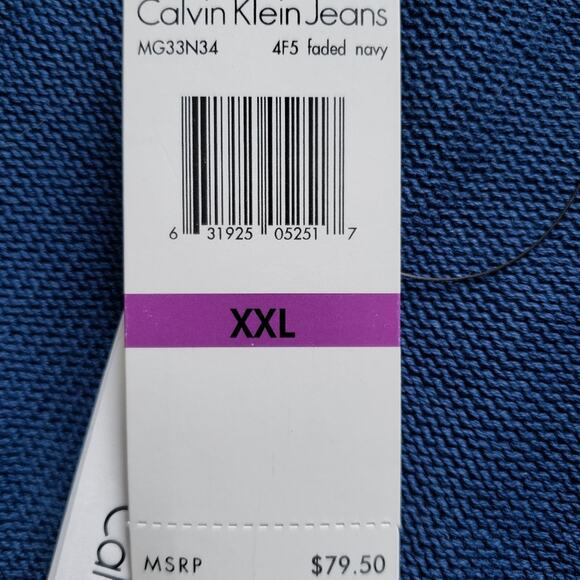 Calvin Klein Jeans
MG33N34 4F5 faded navy
6 31925 05251 7
XXL
MSRP $79.50